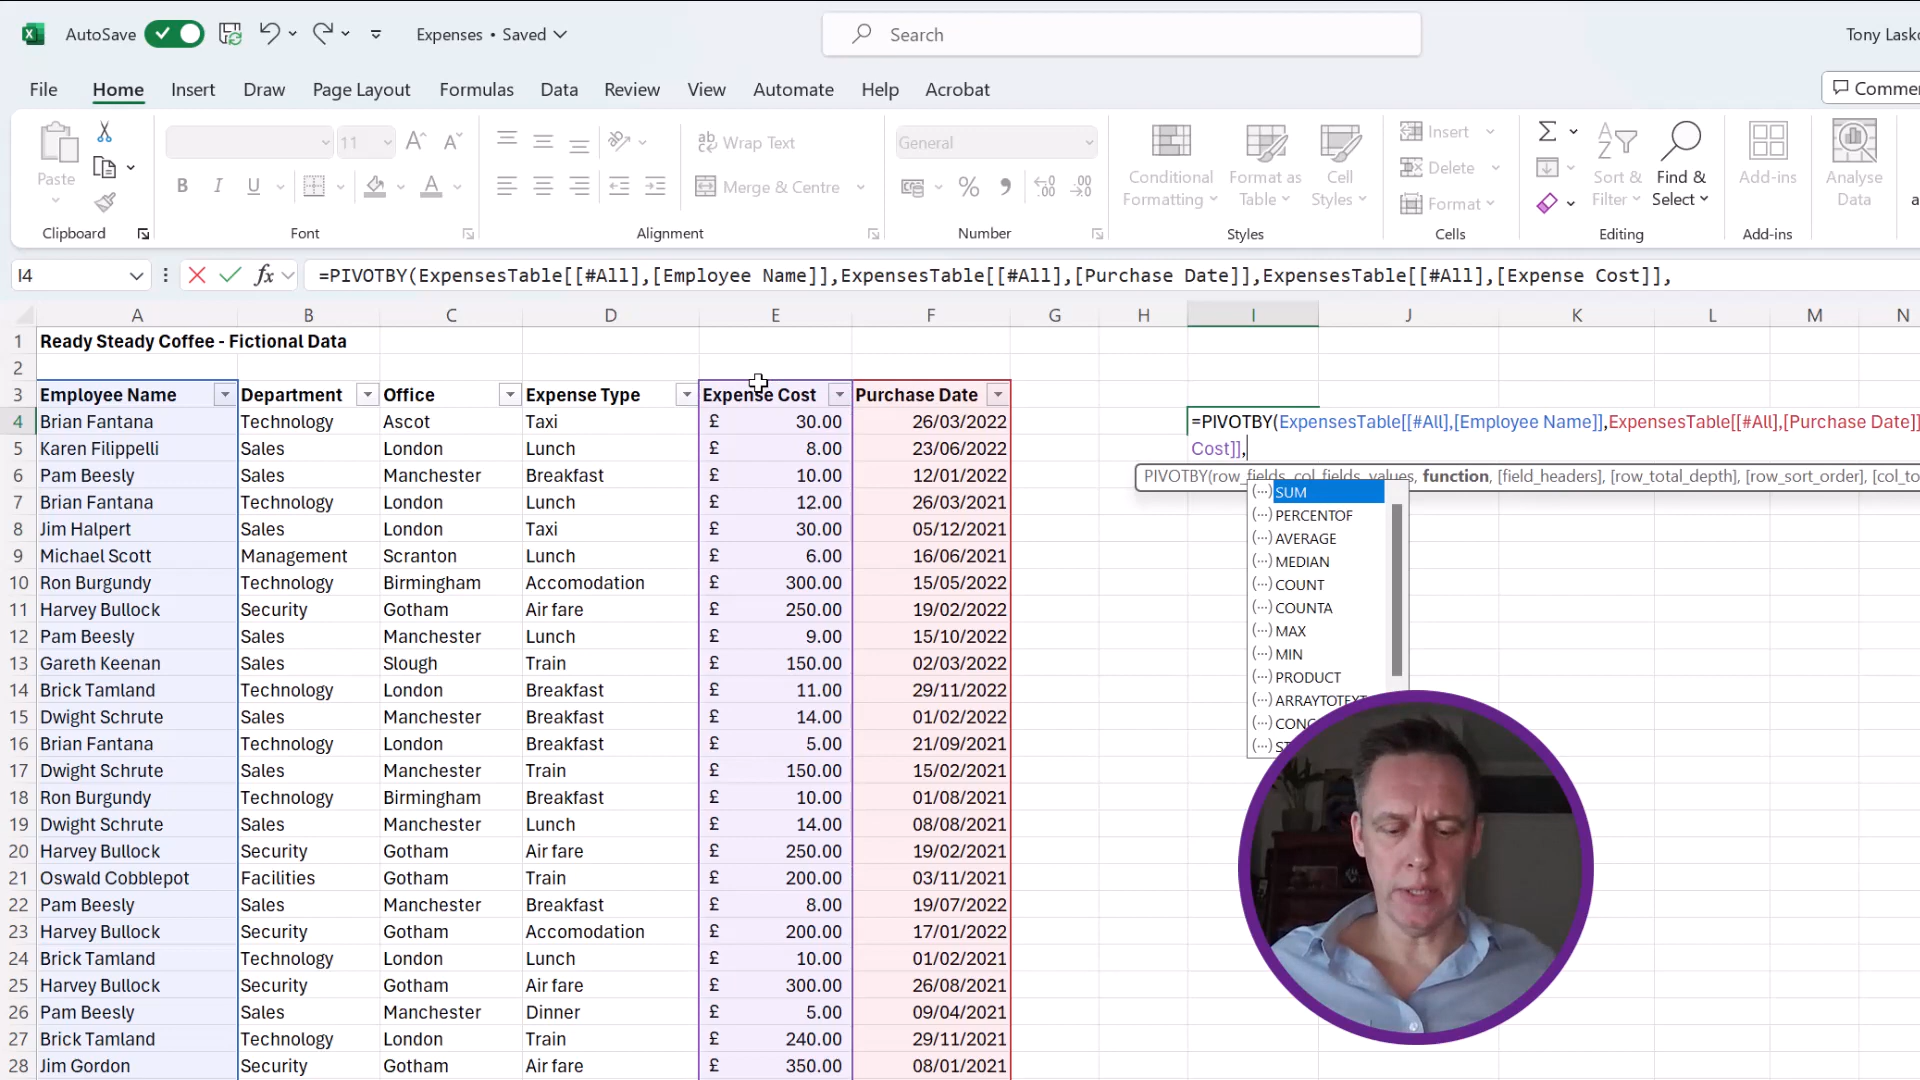 AutoSave
Expenses • Saved
Search
Tony Lasko
File Home Insert Draw Page Layout Formulas Data Review View Automate Help Acrobat
Commen
Paste
11
B I U
Clipboard
Font
ab Wrap Text
Merge & Centre
Alignment
General
Number
Conditional Formatting
Format as Table
Cell Styles
Styles
Insert
Delete
Format
Cells
Sort & Filter
Find & Select
Editing
Add-ins
Add-ins
Analyse Data
I4 fx =PIVOTBY(ExpensesTable[[#All],[Employee Name]],ExpensesTable[[#All],[Purchase Date]],ExpensesTable[[#All],[Expense Cost]],
A B C D E F G H I J K L M N
1 Ready Steady Coffee - Fictional Data
2
3 Employee Name Department Office Expense Type Expense Cost Purchase Date
4 Brian Fantana Technology Ascot Taxi £ 30.00 26/03/2022
5 Karen Filippelli Sales London Lunch £ 8.00 23/06/2022
6 Pam Beesly Sales Manchester Breakfast £ 10.00 12/01/2022
7 Brian Fantana Technology London Lunch £ 12.00 26/03/2021
8 Jim Halpert Sales London Taxi £ 30.00 05/12/2021
9 Michael Scott Management Scranton Lunch £ 6.00 16/06/2021
10 Ron Burgundy Technology Birmingham Accomodation £ 300.00 15/05/2022
11 Harvey Bullock Security Gotham Air fare £ 250.00 19/02/2022
12 Pam Beesly Sales Manchester Lunch £ 9.00 15/10/2022
13 Gareth Keenan Sales Slough Train £ 150.00 02/03/2022
14 Brick Tamland Technology London Breakfast £ 11.00 29/11/2022
15 Dwight Schrute Sales Manchester Breakfast £ 14.00 01/02/2022
16 Brian Fantana Technology London Breakfast £ 5.00 21/09/2021
17 Dwight Schrute Sales Manchester Train £ 150.00 15/02/2021
18 Ron Burgundy Technology Birmingham Breakfast £ 10.00 01/08/2021
19 Dwight Schrute Sales Manchester Lunch £ 14.00 08/08/2021
20 Harvey Bullock Security Gotham Air fare £ 250.00 19/02/2021
21 Oswald Cobblepot Facilities Gotham Train £ 200.00 03/11/2021
22 Pam Beesly Sales Manchester Breakfast £ 8.00 19/07/2022
23 Harvey Bullock Security Gotham Accomodation £ 200.00 17/01/2022
24 Brick Tamland Technology London Lunch £ 10.00 01/02/2021
25 Harvey Bullock Security Gotham Air fare £ 300.00 26/08/2021
26 Pam Beesly Sales Manchester Dinner £ 5.00 09/04/2021
27 Brick Tamland Technology London Train £ 240.00 29/11/2021
28 Jim Gordon Security Gotham Air fare £ 350.00 08/01/2021
=PIVOTBY(ExpensesTable[[#All],[Employee Name]],ExpensesTable[[#All],[Purchase Date]]
Cost]],
PIVOTBY(row_fields, col_fields, values, function, [field_headers], [row_total_depth], [row_sort_order], [col_to
SUM
PERCENTOF
AVERAGE
MEDIAN
COUNT
COUNTA
MAX
MIN
PRODUCT
ARRAYTOTEXT
CONC
ST